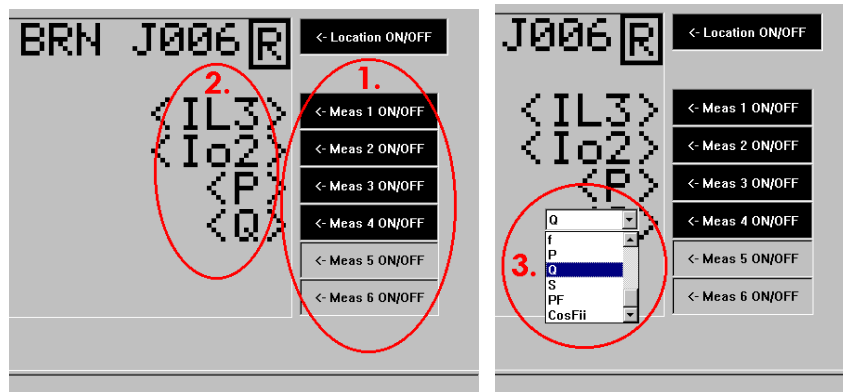 BRN J006 R
<- Location ON/OFF
2.
1.
<IL3>
<- Meas 1 ON/OFF
<Io2>
<- Meas 2 ON/OFF
<P>
<- Meas 3 ON/OFF
<Q>
<- Meas 4 ON/OFF
<- Meas 5 ON/OFF
<- Meas 6 ON/OFF
J006 R
<- Location ON/OFF
<IL3>
<- Meas 1 ON/OFF
<Io2>
<- Meas 2 ON/OFF
<P>
<- Meas 3 ON/OFF
Q
<- Meas 4 ON/OFF
3.
f
P
Q
S
PF
CosFii
<- Meas 5 ON/OFF
<- Meas 6 ON/OFF